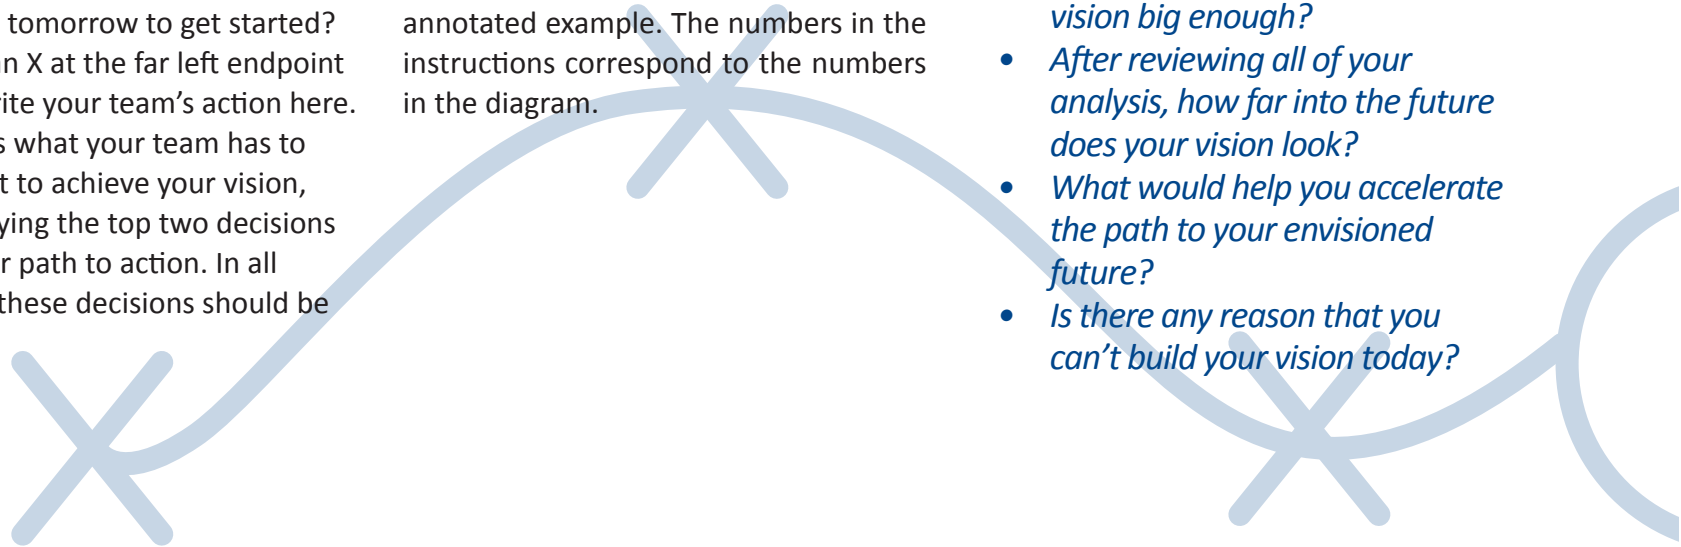 tomorrow to get started?
X at the far left endpoint
your team's action here.
what your team has to
to achieve your vision,
the top two decisions
path to action. In all
these decisions should be
annotated example. The numbers in the
instructions correspond to the numbers
in the diagram.
vision big enough?
• After reviewing all of your
analysis, how far into the future
does your vision look?
• What would help you accelerate
the path to your envisioned
future?
• Is there any reason that you
can't build your vision today?